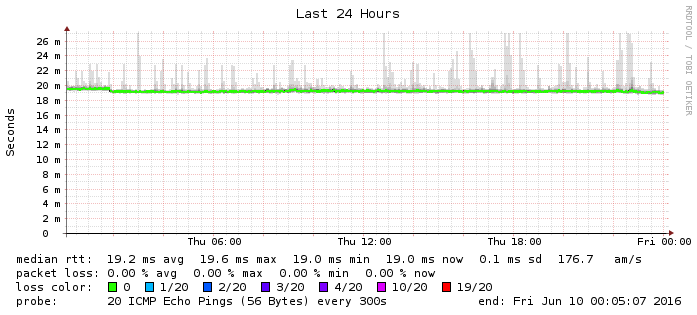 Last 24 Hours
RRDTOOL / TOBI OETIKER
Seconds
26 m
24 m
22 m
20 m
18 m
16 m
14 m
12 m
10 m
8 m
6 m
4 m
2 m
0
Thu 06:00 Thu 12:00 Thu 18:00 Fri 00:00
median rtt: 19.2 ms avg 19.6 ms max 19.0 ms min 19.0 ms now 0.1 ms sd 176.7 am/s
packet loss: 0.00 % avg 0.00 % max 0.00 % min 0.00 % now
loss color: 0 1/20 2/20 3/20 4/20 10/20 19/20
probe: 20 ICMP Echo Pings (56 Bytes) every 300s end: Fri Jun 10 00:05:07 2016